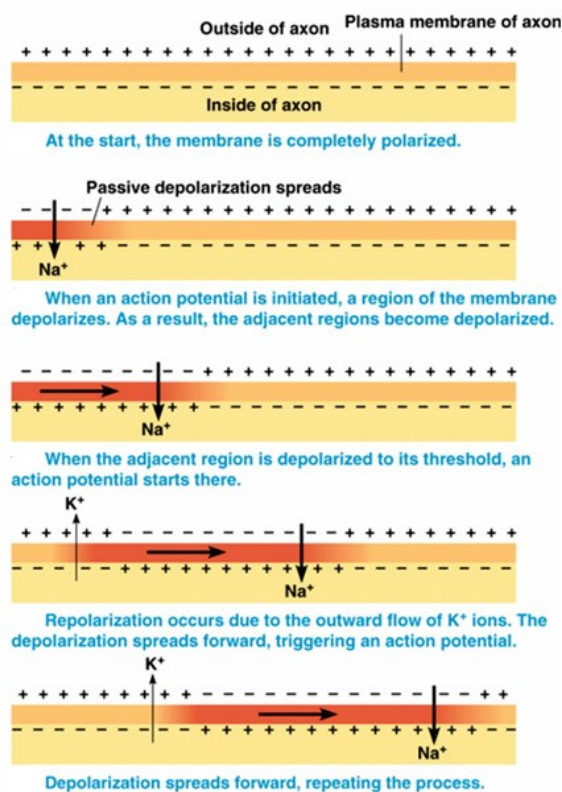 Outside of axon
Plasma membrane of axon
+ + + + + + + + + + + + + + + + + + + + + + + + + +
– – – – – – – – – – – – – – – – – – – – – – – – – –
Inside of axon
At the start, the membrane is completely polarized.
Passive depolarization spreads
– – – – – + + + + + + + + + + + + + + + + + + + + +
+ + + + + – – – – – – – – – – – – – – – – – – – – –
Na⁺
When an action potential is initiated, a region of the membrane
depolarizes. As a result, the adjacent regions become depolarized.
– – – – – – – – – – + + + + + + + + + + + + + + + +
+ + + + + + + + + + – – – – – – – – – – – – – – – –
Na⁺
When the adjacent region is depolarized to its threshold, an
action potential starts there.
K⁺
+ + + + + – – – – – – – – – – – – + + + + + + + + +
– – – – – + + + + + + + + + + + + – – – – – – – – –
Na⁺
Repolarization occurs due to the outward flow of K⁺ ions. The
depolarization spreads forward, triggering an action potential.
K⁺
+ + + + + + + + + + – – – – – – – – – – – – – – + +
– – – – – – – – – – + + + + + + + + + + + + + + – –
Na⁺
Depolarization spreads forward, repeating the process.